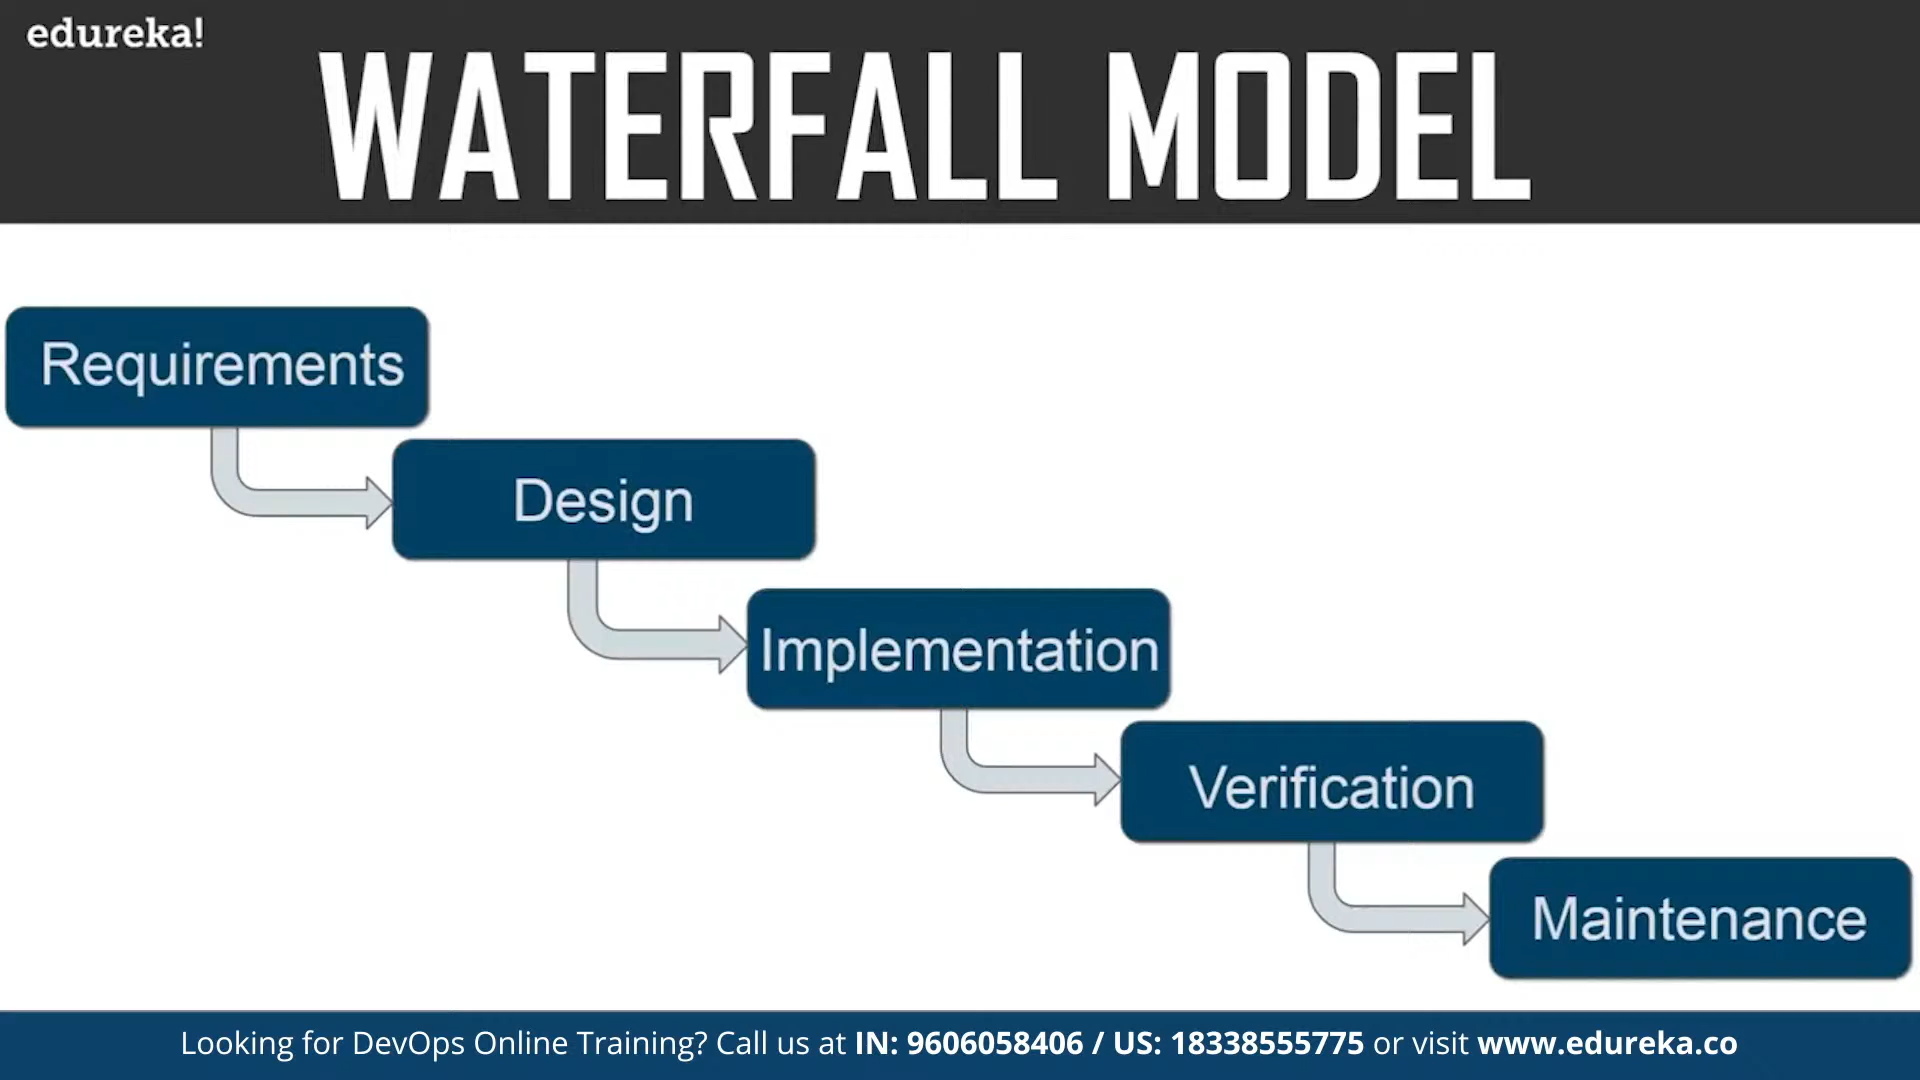 edureka!
WATERFALL MODEL
Requirements
Design
Implementation
Verification
Maintenance
Looking for DevOps Online Training? Call us at IN: 9606058406 / US: 18338555775 or visit www.edureka.co